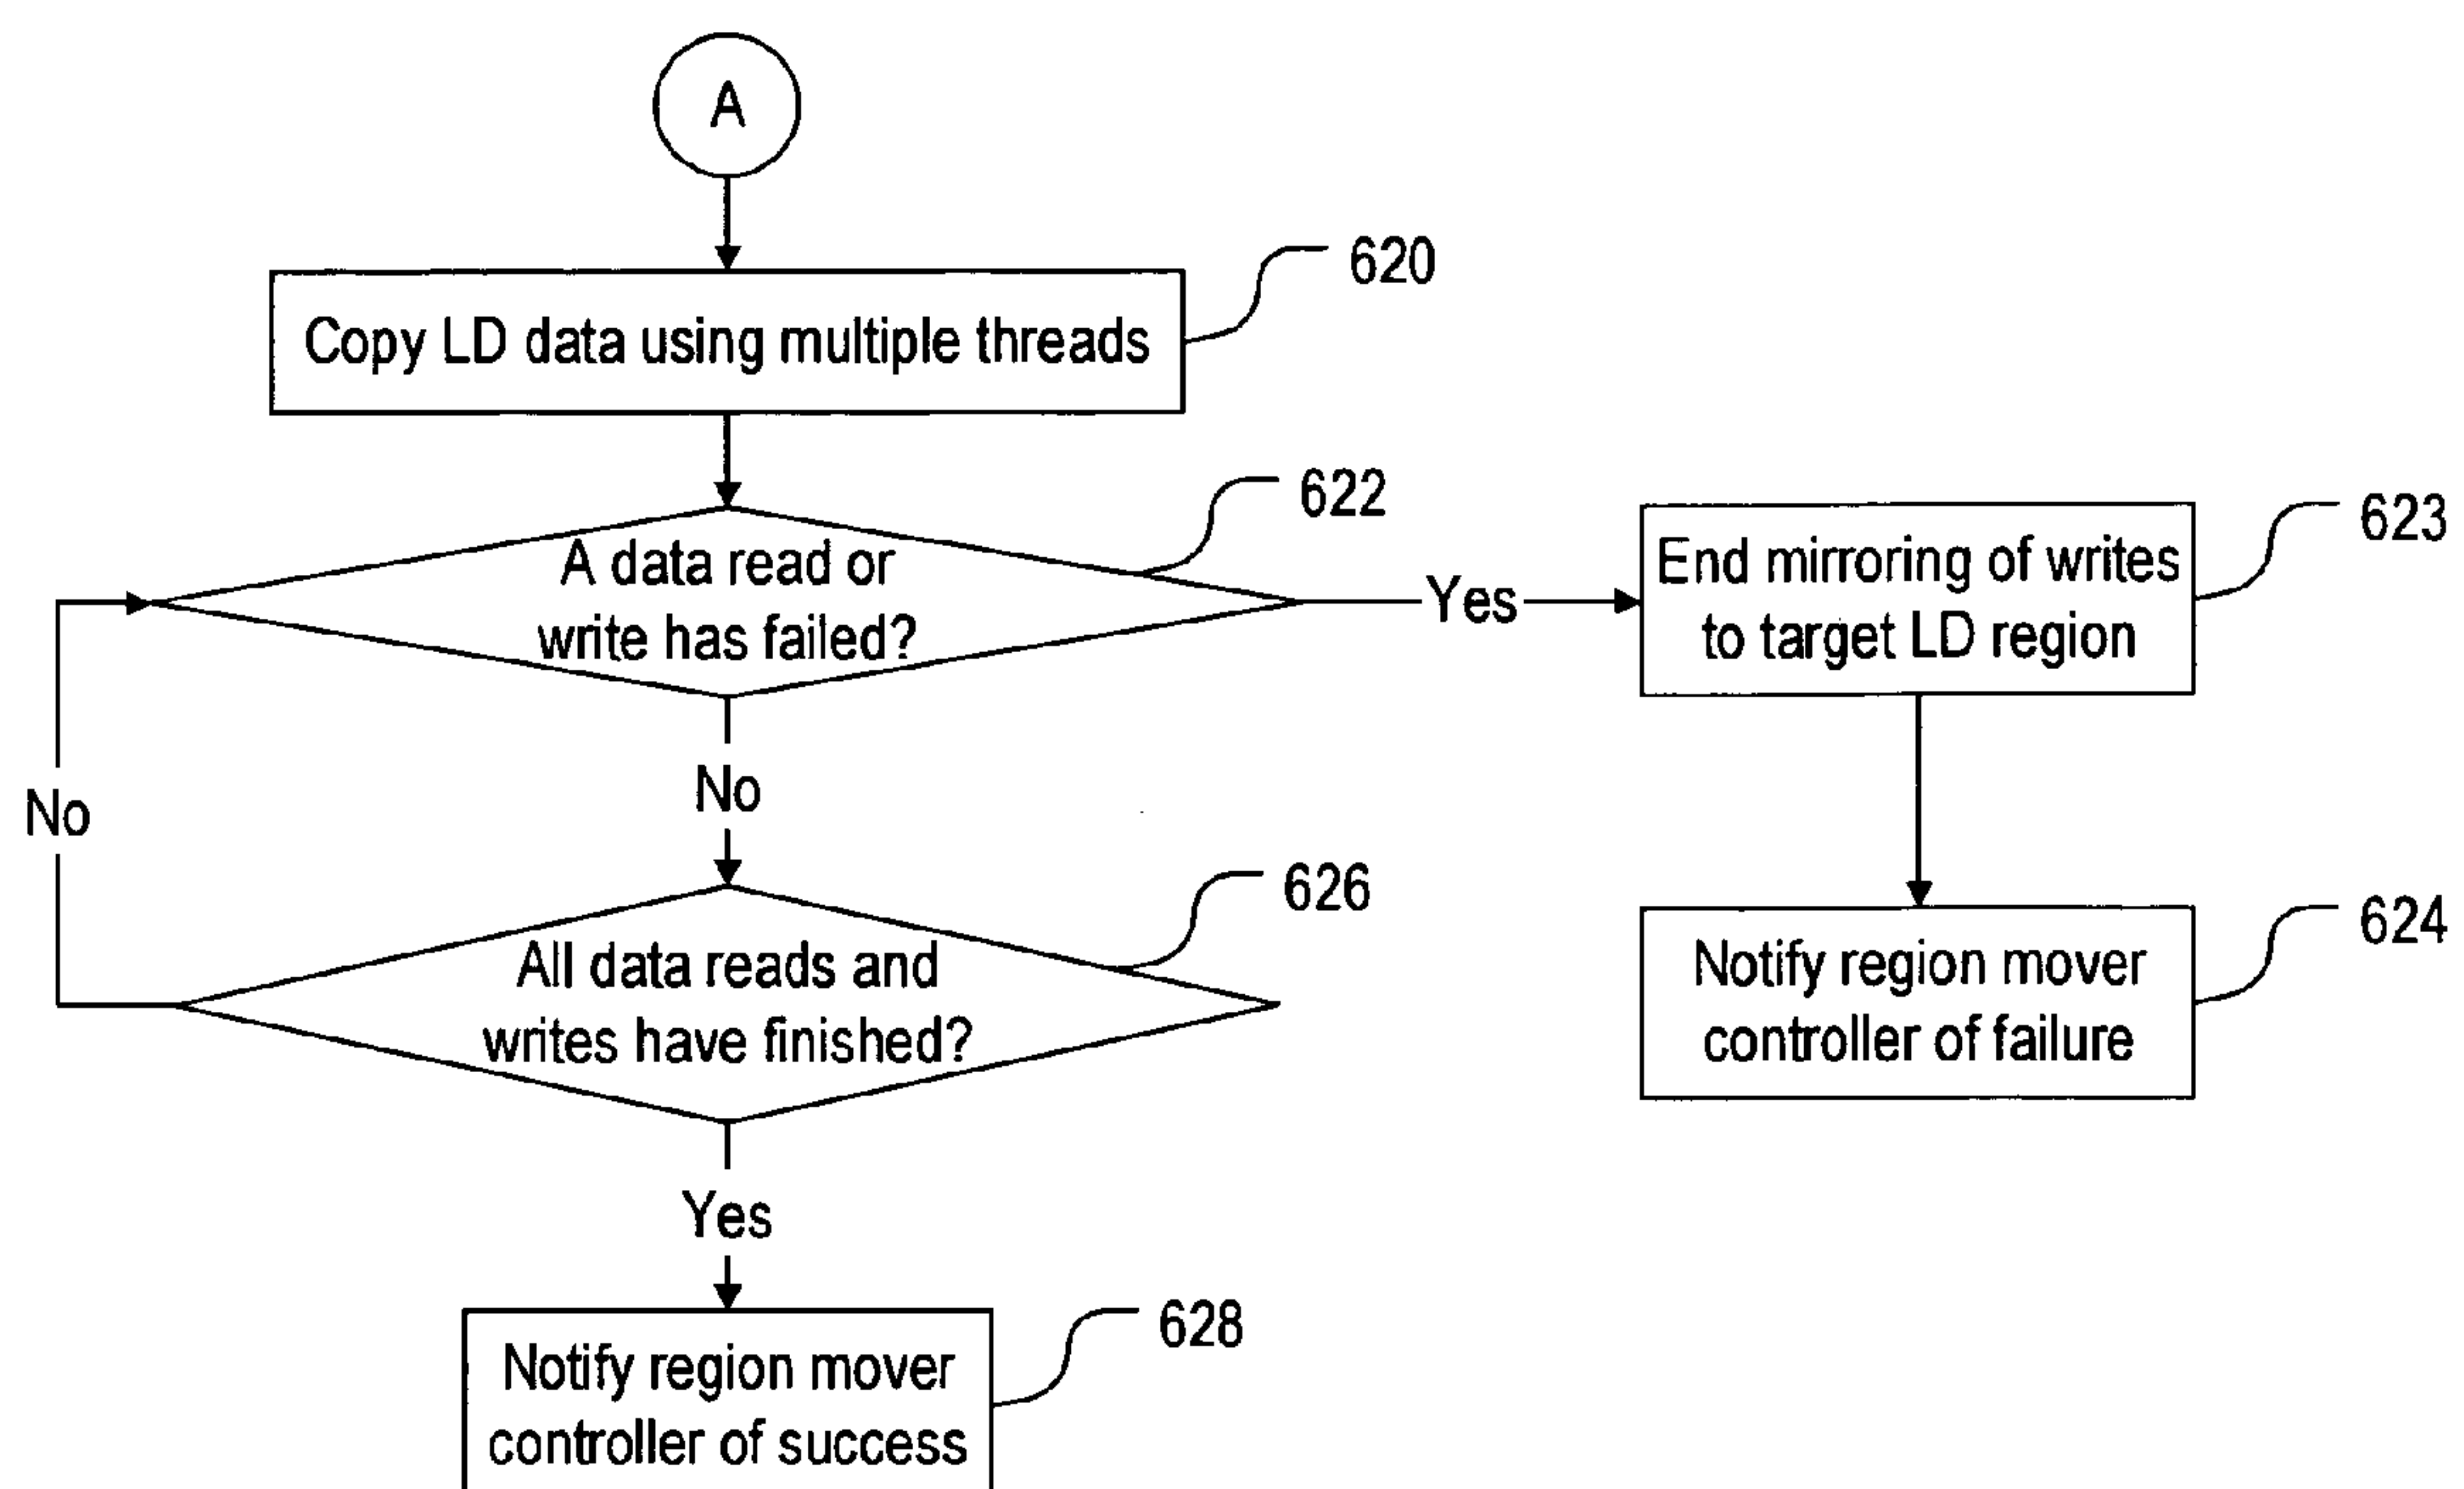 A
620
Copy LD data using multiple threads
622
A data read or
write has failed?
Yes
623
End mirroring of writes
to target LD region
No
No
626
All data reads and
writes have finished?
624
Notify region mover
controller of failure
Yes
628
Notify region mover
controller of success